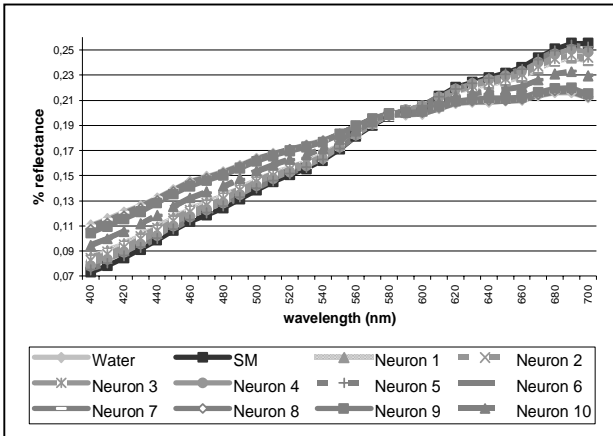 0,25
0,23
0,21
0,19
0,17
0,15
0,13
0,11
0,09
0,07
% reflectance
400 420 440 460 480 500 520 540 560 580 600 620 640 660 680 700
wavelength (nm)
Water SM Neuron 1 Neuron 2
Neuron 3 Neuron 4 Neuron 5 Neuron 6
Neuron 7 Neuron 8 Neuron 9 Neuron 10